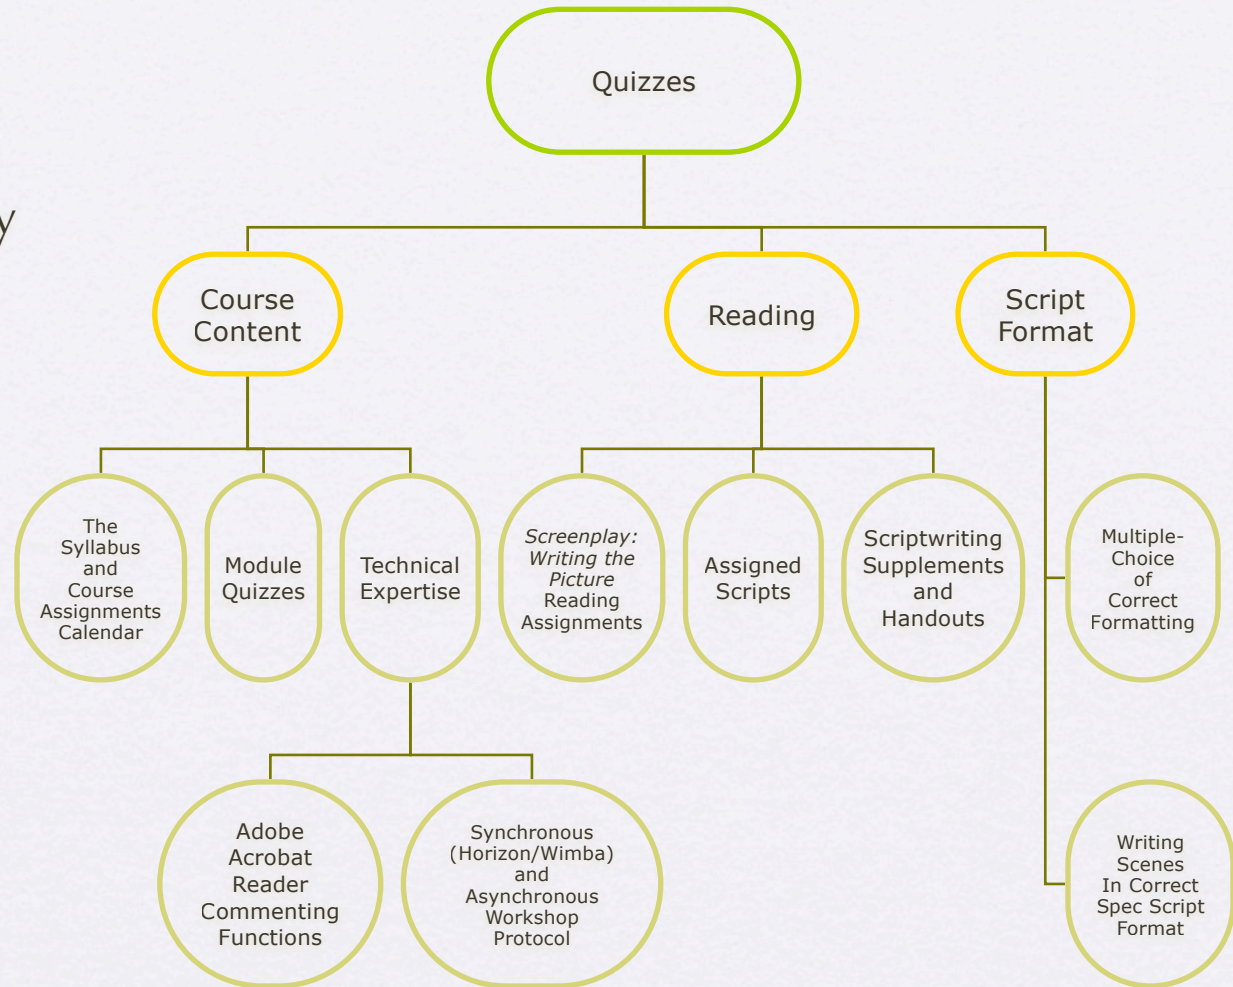 Quizzes
y
Course
Content
Reading
Script
Format
The
Syllabus
and
Course
Assignments
Calendar
Module
Quizzes
Technical
Expertise
Screenplay:
Writing the
Picture
Reading
Assignments
Assigned
Scripts
Scriptwriting
Supplements
and
Handouts
Multiple-
Choice
of
Correct
Formatting
Adobe
Acrobat
Reader
Commenting
Functions
Synchronous
(Horizon/Wimba)
and
Asynchronous
Workshop
Protocol
Writing
Scenes
In Correct
Spec Script
Format